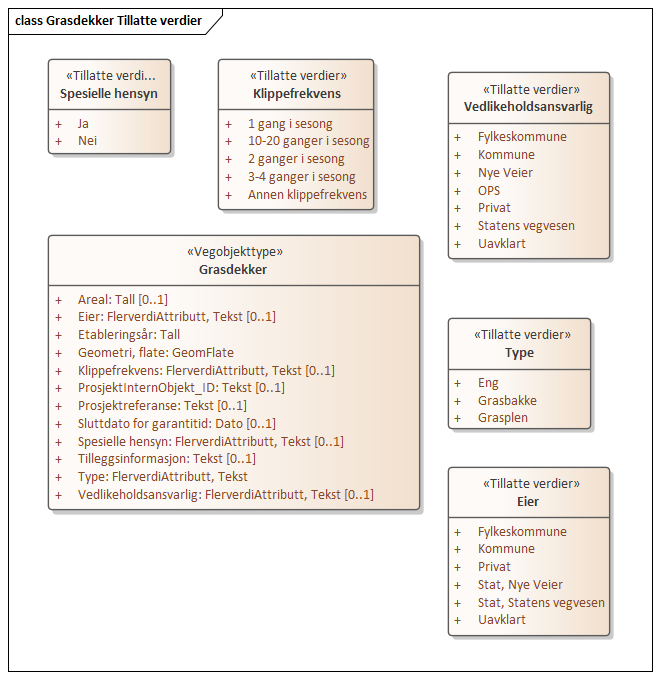 class Grasdekker Tillatte verdier
«Tillatte verdi...
Spesielle hensyn
+ Ja
+ Nei
«Tillatte verdier»
Klippefrekvens
+ 1 gang i sesong
+ 10-20 ganger i sesong
+ 2 ganger i sesong
+ 3-4 ganger i sesong
+ Annen klippefrekvens
«Tillatte verdier»
Vedlikeholdsansvarlig
+ Fylkeskommune
+ Kommune
+ Nye Veier
+ OPS
+ Privat
+ Statens vegvesen
+ Uavklart
«Vegobjekttype»
Grasdekker
+ Areal: Tall [0..1]
+ Eier: FlerverdiAttributt, Tekst [0..1]
+ Etableringsår: Tall
+ Geometri, flate: GeomFlate
+ Klippefrekvens: FlerverdiAttributt, Tekst [0..1]
+ ProsjektInternObjekt_ID: Tekst [0..1]
+ Prosjektreferanse: Tekst [0..1]
+ Sluttdato for garantitid: Dato [0..1]
+ Spesielle hensyn: FlerverdiAttributt, Tekst [0..1]
+ Tilleggsinformasjon: Tekst [0..1]
+ Type: FlerverdiAttributt, Tekst
+ Vedlikeholdsansvarlig: FlerverdiAttributt, Tekst [0..1]
«Tillatte verdier»
Type
+ Eng
+ Grasbakke
+ Grasplen
«Tillatte verdier»
Eier
+ Fylkeskommune
+ Kommune
+ Privat
+ Stat, Nye Veier
+ Stat, Statens vegvesen
+ Uavklart